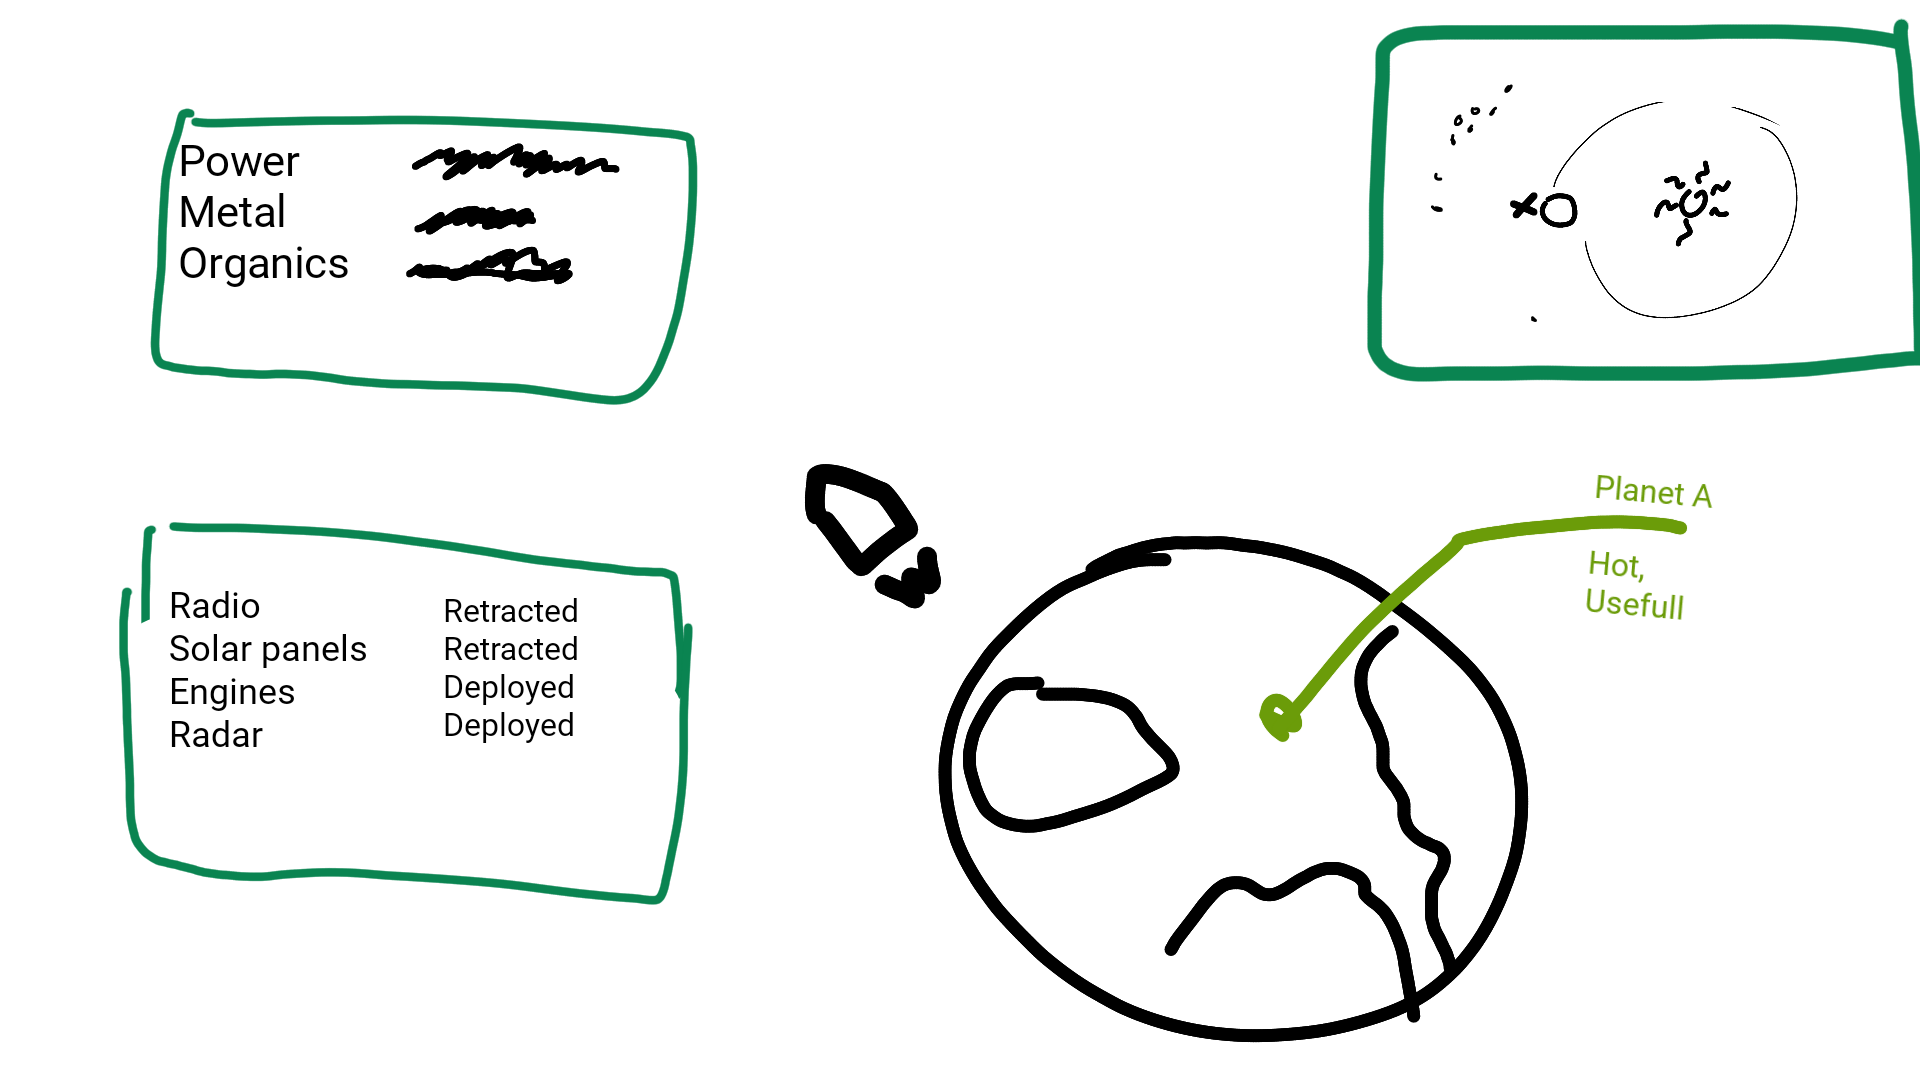 Power
Metal
Organics
Radio Retracted
Solar panels Retracted
Engines Deployed
Radar Deployed
Planet A
Hot,
Usefull